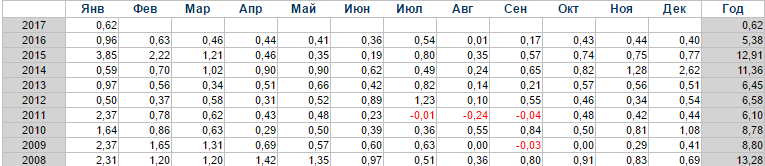 Янв Фев Мар Апр Май Июн Июл Авг Сен Окт Ноя Дек Год
2017 0,62 0,62
2016 0,96 0,63 0,46 0,44 0,41 0,36 0,54 0,01 0,17 0,43 0,44 0,40 5,38
2015 3,85 2,22 1,21 0,46 0,35 0,19 0,80 0,35 0,57 0,74 0,75 0,77 12,91
2014 0,59 0,70 1,02 0,90 0,90 0,62 0,49 0,24 0,65 0,82 1,28 2,62 11,36
2013 0,97 0,56 0,34 0,51 0,66 0,42 0,82 0,14 0,21 0,57 0,56 0,51 6,45
2012 0,50 0,37 0,58 0,31 0,52 0,89 1,23 0,10 0,55 0,46 0,34 0,54 6,58
2011 2,37 0,78 0,62 0,43 0,48 0,23 -0,01 -0,24 -0,04 0,48 0,42 0,44 6,10
2010 1,64 0,86 0,63 0,29 0,50 0,39 0,36 0,55 0,84 0,50 0,81 1,08 8,78
2009 2,37 1,65 1,31 0,69 0,57 0,60 0,63 0,00 -0,03 0,00 0,29 0,41 8,80
2008 2,31 1,20 1,20 1,42 1,35 0,97 0,51 0,36 0,80 0,91 0,83 0,69 13,28